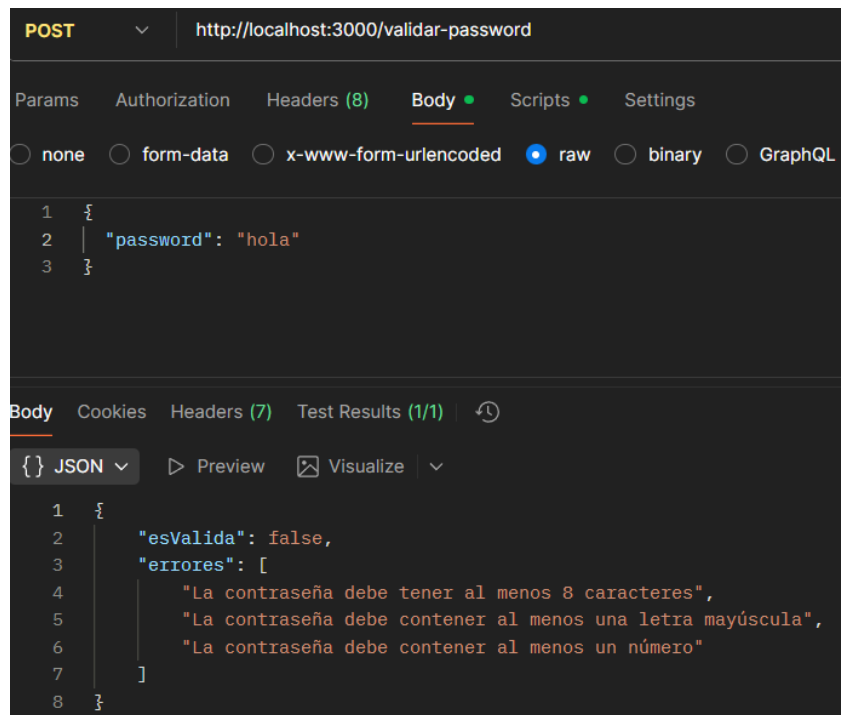 POST http://localhost:3000/validar-password
Params Authorization Headers (8) Body Scripts Settings
none form-data x-www-form-urlencoded raw binary GraphQL
1 {
2 "password": "hola"
3 }
Body Cookies Headers (7) Test Results (1/1)
{} JSON Preview Visualize
1 {
2 "esValida": false,
3 "errores": [
4 "La contraseña debe tener al menos 8 caracteres",
5 "La contraseña debe contener al menos una letra mayúscula",
6 "La contraseña debe contener al menos un número"
7 ]
8 }